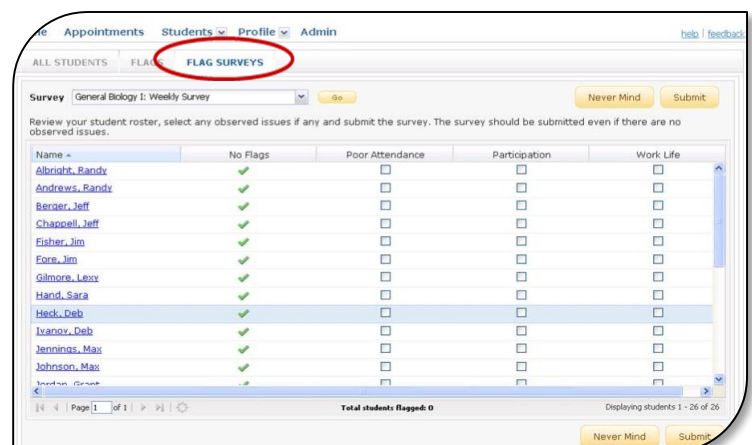 Appointments Students Profile Admin help | feedback
ALL STUDENTS FLAGS FLAG SURVEYS
Survey General Biology I: Weekly Survey Go Never Mind Submit
Review your student roster, select any observed issues if any and submit the survey. The survey should be submitted even if there are no
observed issues.
Name No Flags Poor Attendance Participation Work Life
Albright, Randy
Andrews, Randy
Berger, Jeff
Chappell, Jeff
Fisher, Jim
Fore, Jim
Gilmore, Lexy
Hand, Sara
Heck, Deb
Ivanov, Deb
Jennings, Max
Johnson, Max
Jordan, Grant
Page 1 of 1 Total students flagged: 0 Displaying students 1 - 26 of 26
Never Mind Submit